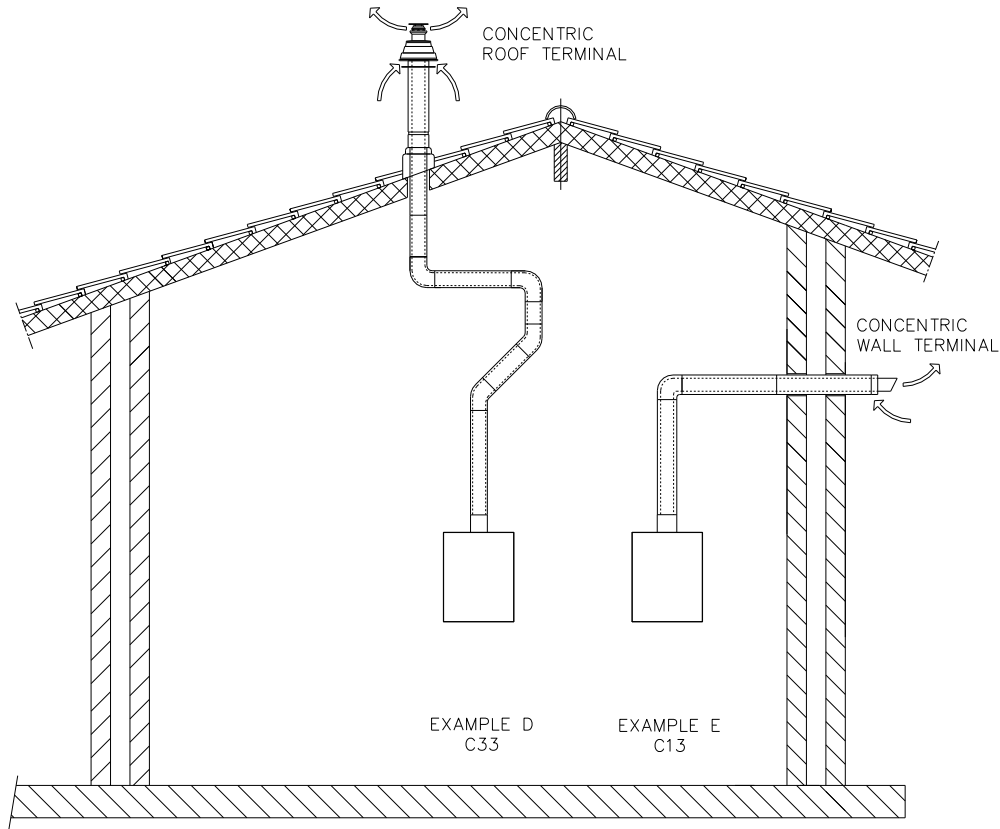 CONCENTRIC
ROOF TERMINAL
CONCENTRIC
WALL TERMINAL
EXAMPLE D
C33
EXAMPLE E
C13